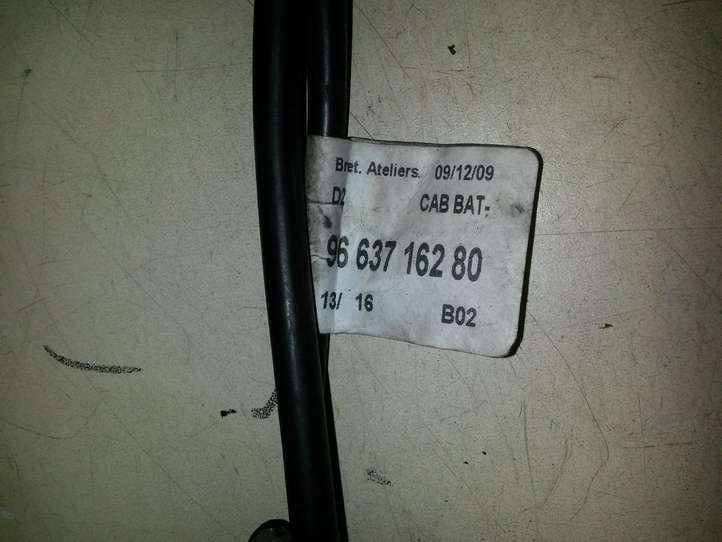 Bret. Ateliers. 09/12/09
D2 CAB BAT-
96 637 162 80
13/ 16 B02